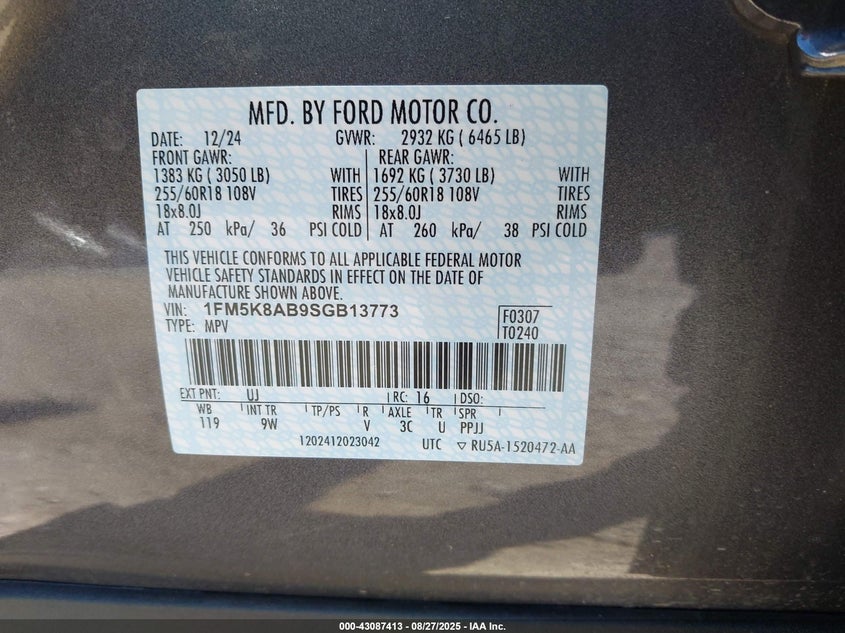 MFD. BY FORD MOTOR CO.
DATE: 12/24 GVWR: 2932 KG ( 6465 LB)
FRONT GAWR: REAR GAWR:
1383 KG ( 3050 LB) WITH 1692 KG ( 3730 LB) WITH
255/60R18 108V TIRES 255/60R18 108V TIRES
18x8.0J RIMS 18x8.0J RIMS
AT 250 kPa/ 36 PSI COLD AT 260 kPa/ 38 PSI COLD
THIS VEHICLE CONFORMS TO ALL APPLICABLE FEDERAL MOTOR
VEHICLE SAFETY STANDARDS IN EFFECT ON THE DATE OF
MANUFACTURE SHOWN ABOVE.
VIN: 1FM5K8AB9SGB13773 F0307
TYPE: MPV T0240
EXT PNT: UJ RC: 16 DSO:
WB INT TR TP/PS R AXLE TR SPR
119 9W V 3C U PPJJ
1202412023042 UTC ▽ RU5A-1520472-AA
000-43087413 - 08/27/2025 - IAA Inc.